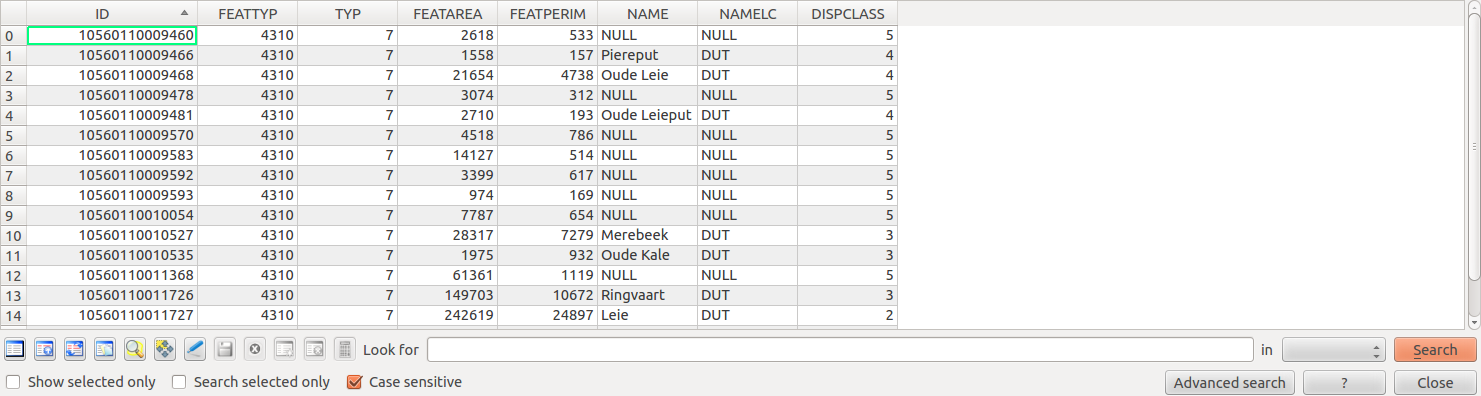 ID FEATTYP TYP FEATAREA FEATPERIM NAME NAMELC DISPCLASS
0 10560110009460 4310 7 2618 533 NULL NULL 5
1 10560110009466 4310 7 1558 157 Piereput DUT 4
2 10560110009468 4310 7 21654 4738 Oude Leie DUT 4
3 10560110009478 4310 7 3074 312 NULL NULL 5
4 10560110009481 4310 7 2710 193 Oude Leieput DUT 4
5 10560110009570 4310 7 4518 786 NULL NULL 5
6 10560110009583 4310 7 14127 514 NULL NULL 5
7 10560110009592 4310 7 3399 617 NULL NULL 5
8 10560110009593 4310 7 974 169 NULL NULL 5
9 10560110010054 4310 7 7787 654 NULL NULL 5
10 10560110010527 4310 7 28317 7279 Merebeek DUT 3
11 10560110010535 4310 7 1975 932 Oude Kale DUT 3
12 10560110011368 4310 7 61361 1119 NULL NULL 5
13 10560110011726 4310 7 149703 10672 Ringvaart DUT 3
14 10560110011727 4310 7 242619 24897 Leie DUT 2
Look for in Search
Show selected only Search selected only Case sensitive Advanced search ? Close